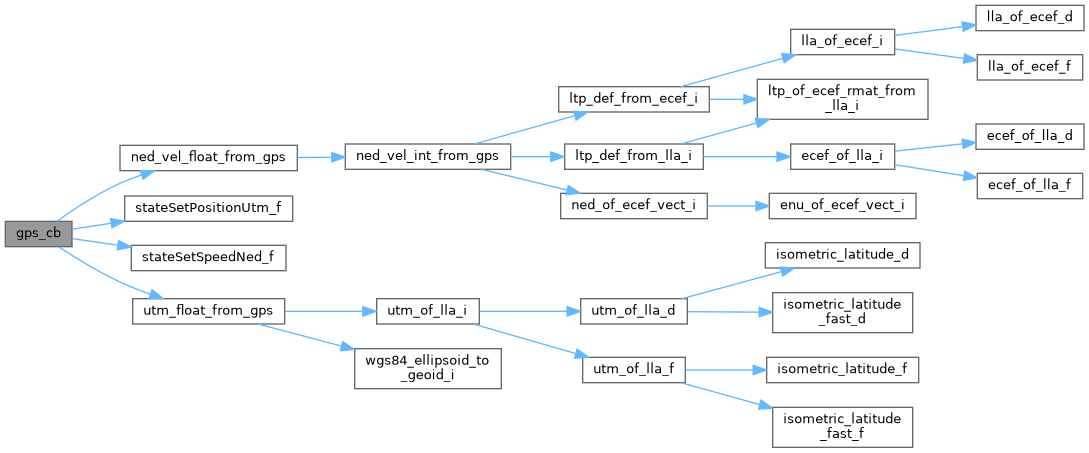 gps_cb
ned_vel_float_from_gps
stateSetPositionUtm_f
stateSetSpeedNed_f
utm_float_from_gps
ned_vel_int_from_gps
utm_of_lla_i
wgs84_ellipsoid_to
_geoid_i
ltp_def_from_ecef_i
ltp_def_from_lla_i
ned_of_ecef_vect_i
utm_of_lla_d
utm_of_lla_f
lla_of_ecef_i
ltp_of_ecef_rmat_from
_lla_i
ecef_of_lla_i
enu_of_ecef_vect_i
isometric_latitude_d
isometric_latitude
_fast_d
isometric_latitude_f
isometric_latitude
_fast_f
lla_of_ecef_d
lla_of_ecef_f
ecef_of_lla_d
ecef_of_lla_f